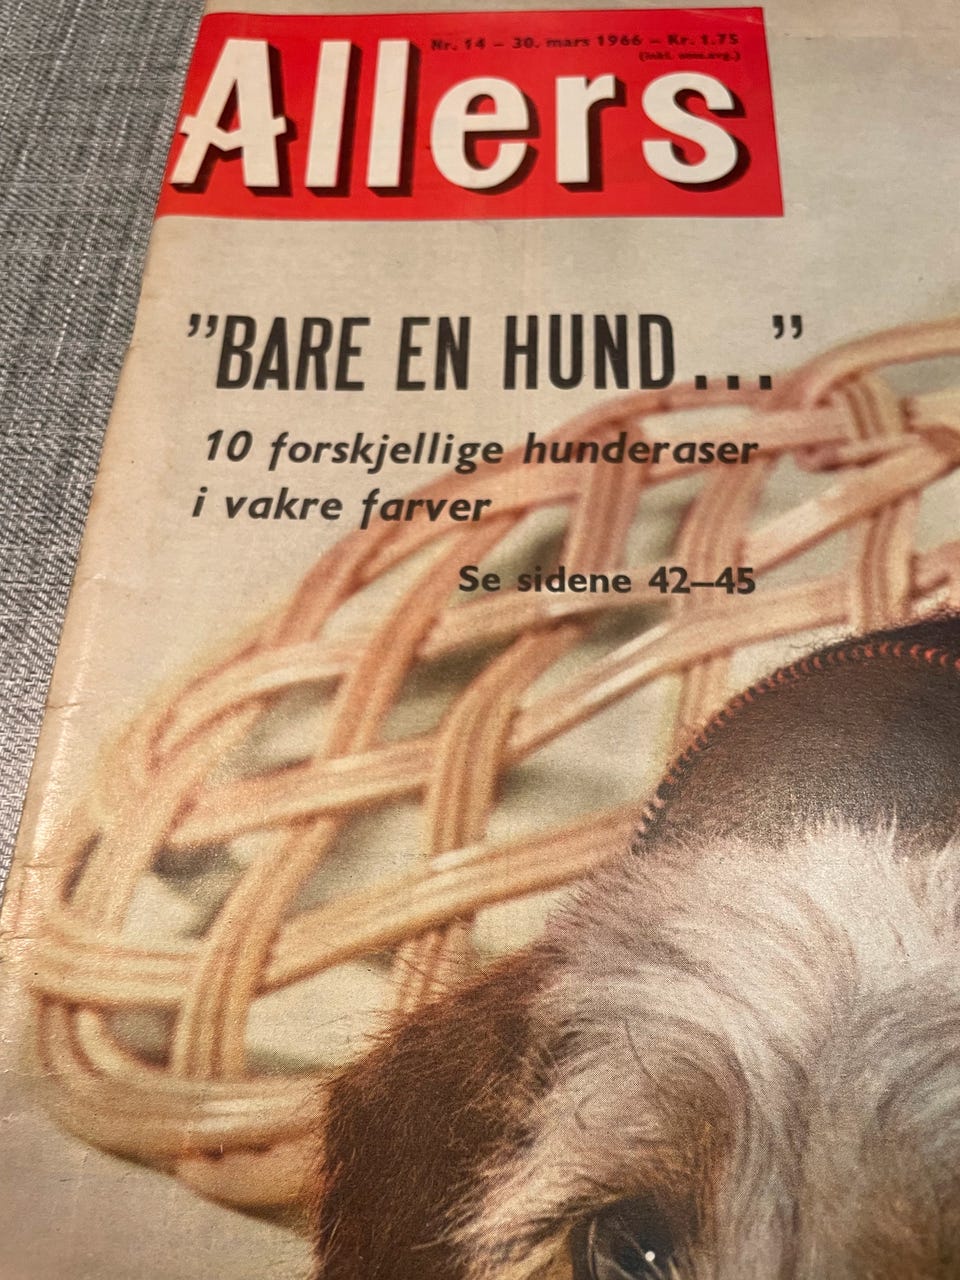 Nr. 14 – 30. mars 1966 – Kr. 1.75
(inkl. oms.avg.)
Allers
”BARE EN HUND...”
10 forskjellige hunderaser
i vakre farver
Se sidene 42–45